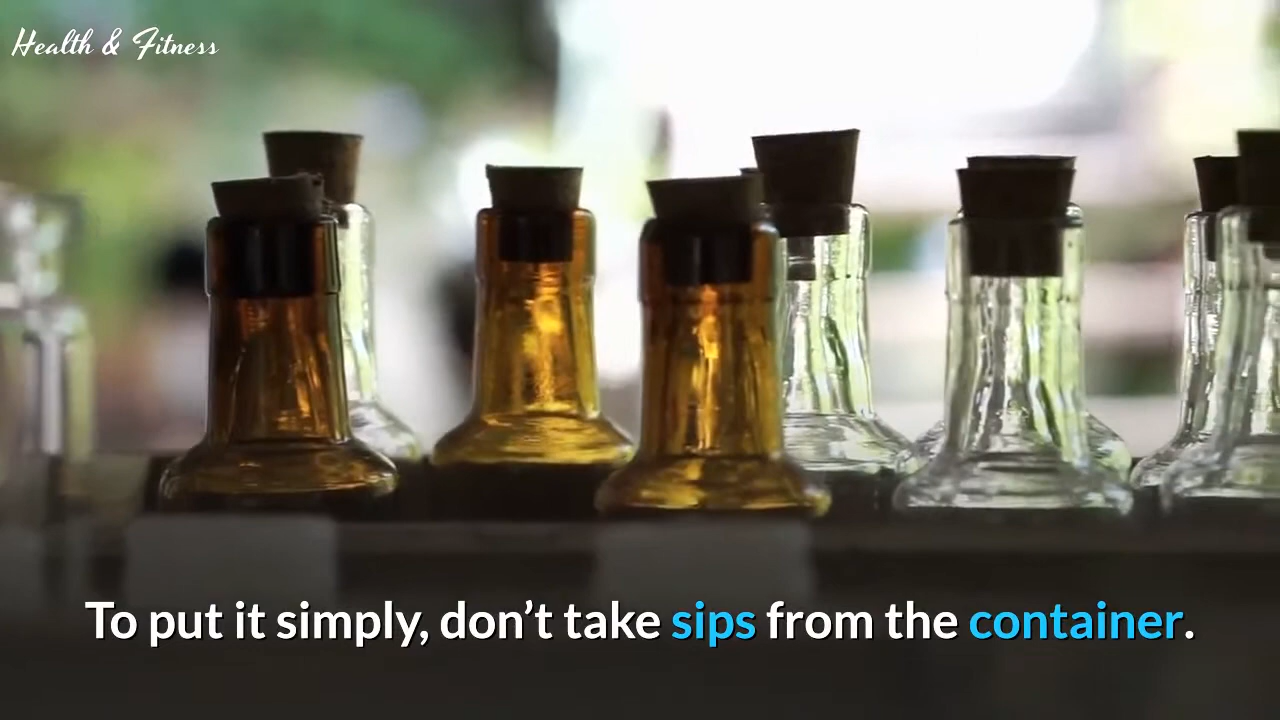 Health & Fitness
To put it simply, don’t take sips from the container.